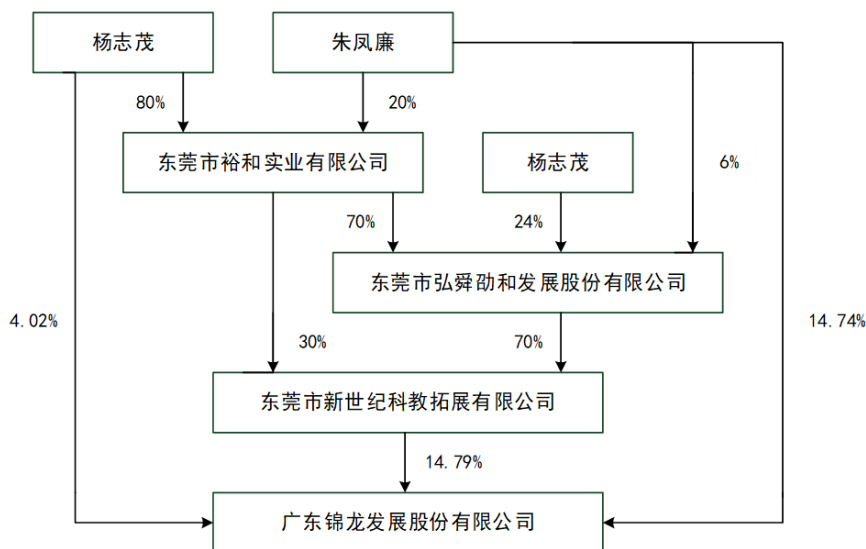 杨志茂
朱凤廉
80%
20%
东莞市裕和实业有限公司
杨志茂
6%
70%
24%
东莞市弘舜劭和发展股份有限公司
4.02%
14.74%
30%
70%
东莞市新世纪科教拓展有限公司
14.79%
广东锦龙发展股份有限公司